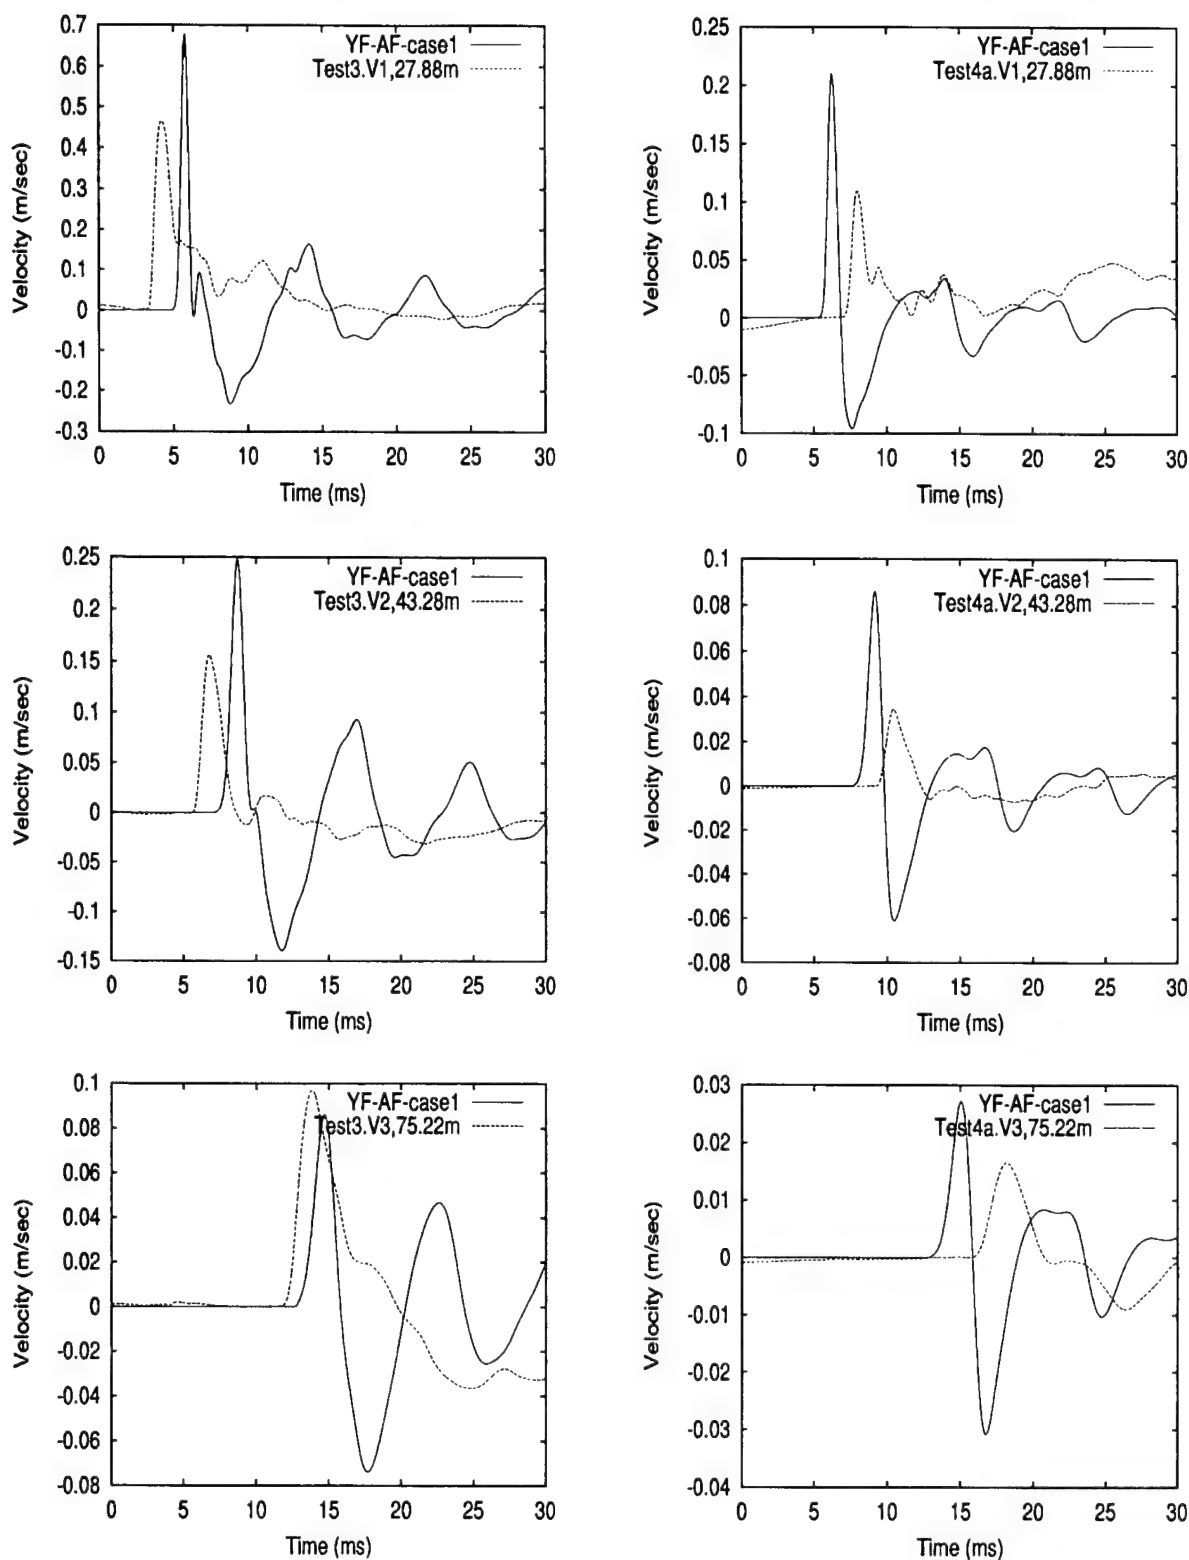 0.7
0.6
0.5
0.4
0.3
0.2
0.1
0
-0.1
-0.2
-0.3
Velocity (m/sec)
YF-AF-case1
Test3.V1,27.88m
0 5 10 15 20 25 30
Time (ms)
0.25
0.2
0.15
0.1
0.05
0
-0.05
-0.1
Velocity (m/sec)
YF-AF-case1
Test4a.V1,27.88m
0 5 10 15 20 25 30
Time (ms)
0.25
0.2
0.15
0.1
0.05
0
-0.05
-0.1
-0.15
Velocity (m/sec)
YF-AF-case1
Test3.V2,43.28m
0 5 10 15 20 25 30
Time (ms)
0.1
0.08
0.06
0.04
0.02
0
-0.02
-0.04
-0.06
-0.08
Velocity (m/sec)
YF-AF-case1
Test4a.V2,43.28m
0 5 10 15 20 25 30
Time (ms)
0.1
0.08
0.06
0.04
0.02
0
-0.02
-0.04
-0.06
-0.08
Velocity (m/sec)
YF-AF-case1
Test3.V3,75.22m
0 5 10 15 20 25 30
Time (ms)
0.03
0.02
0.01
0
-0.01
-0.02
-0.03
-0.04
Velocity (m/sec)
YF-AF-case1
Test4a.V3,75.22m
0 5 10 15 20 25 30
Time (ms)